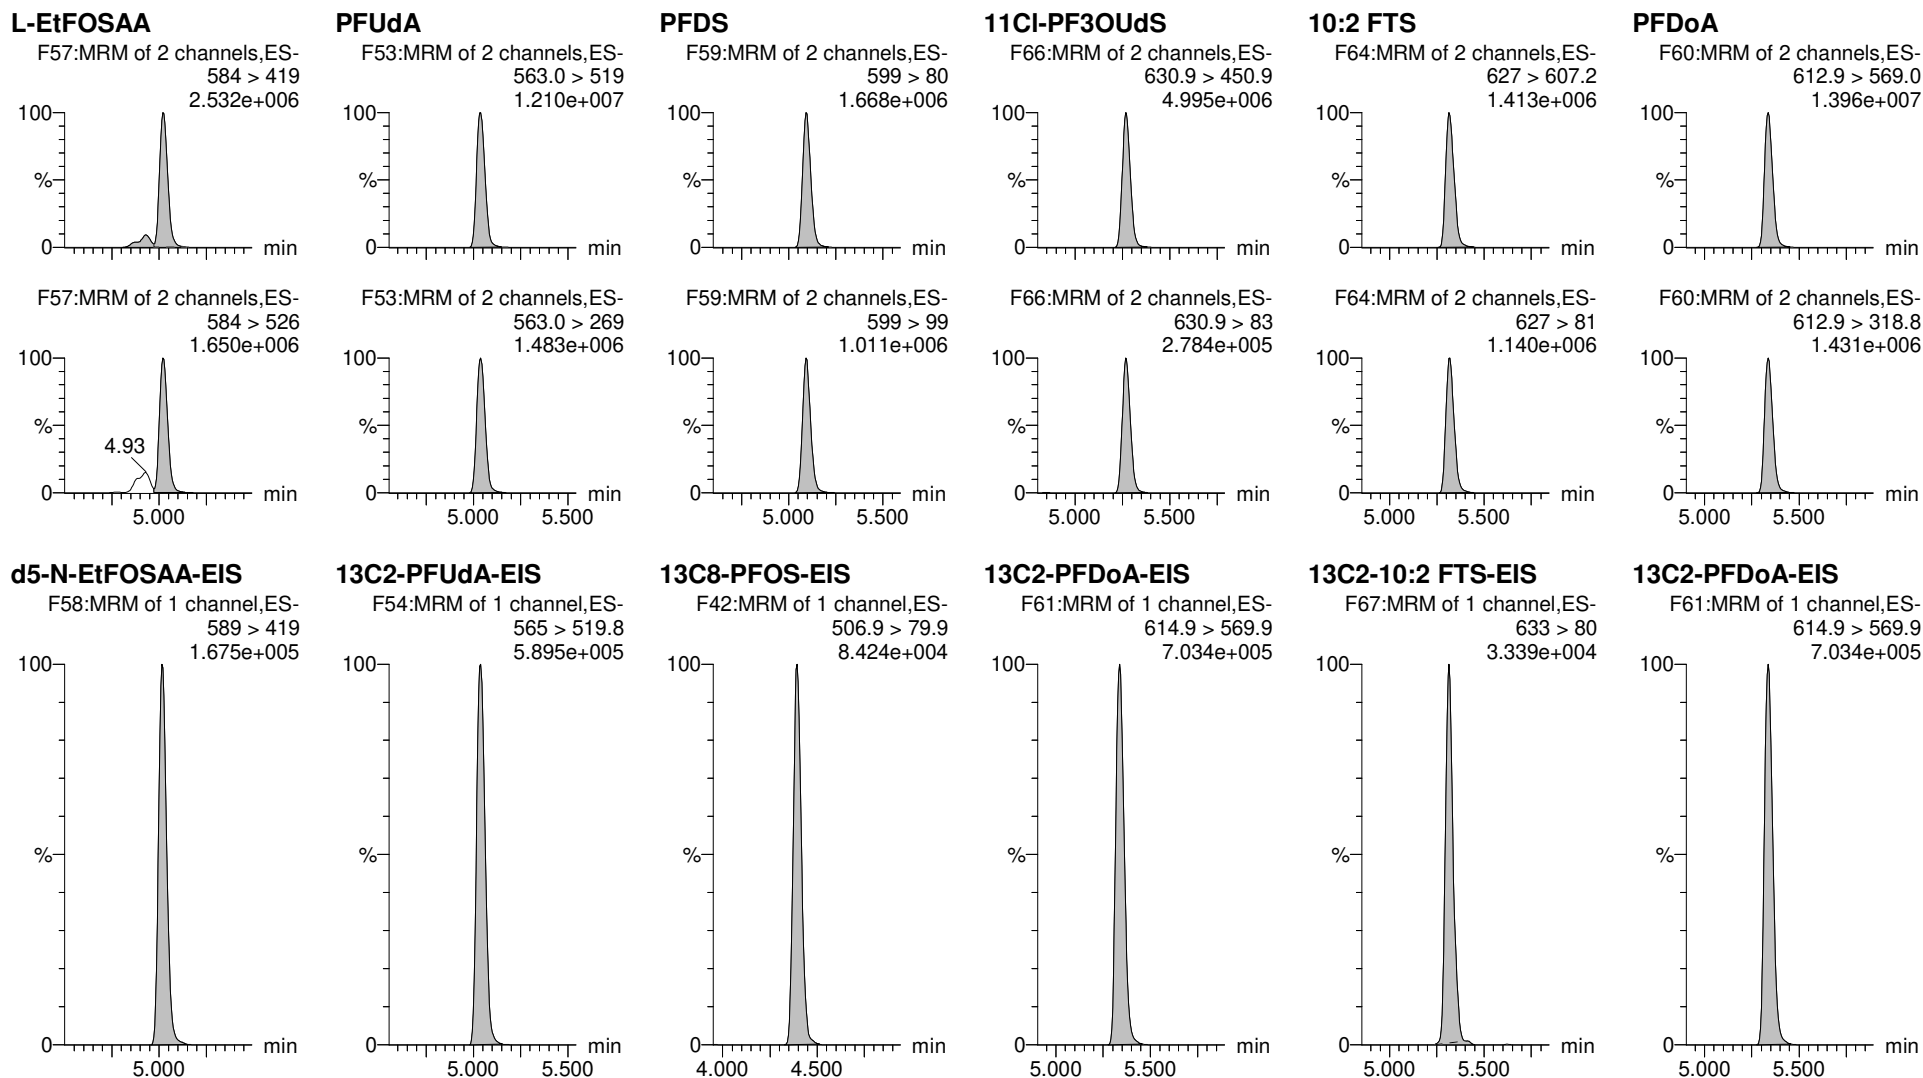 L-EtFOSAA
F57:MRM of 2 channels,ES-
584 > 419
2.532e+006
100
%
0
min
F57:MRM of 2 channels,ES-
584 > 526
1.650e+006
100
4.93
%
0
min
5.000
PFUdA
F53:MRM of 2 channels,ES-
563.0 > 519
1.210e+007
100
%
0
min
F53:MRM of 2 channels,ES-
563.0 > 269
1.483e+006
100
%
0
min
5.000 5.500
PFDS
F59:MRM of 2 channels,ES-
599 > 80
1.668e+006
100
%
0
min
F59:MRM of 2 channels,ES-
599 > 99
1.011e+006
100
%
0
min
5.000 5.500
11Cl-PF3OUdS
F66:MRM of 2 channels,ES-
630.9 > 450.9
4.995e+006
100
%
0
min
F66:MRM of 2 channels,ES-
630.9 > 83
2.784e+005
100
%
0
min
5.000 5.500
10:2 FTS
F64:MRM of 2 channels,ES-
627 > 607.2
1.413e+006
100
%
0
min
F64:MRM of 2 channels,ES-
627 > 81
1.140e+006
100
%
0
min
5.000 5.500
PFDoA
F60:MRM of 2 channels,ES-
612.9 > 569.0
1.396e+007
100
%
0
min
F60:MRM of 2 channels,ES-
612.9 > 318.8
1.431e+006
100
%
0
min
5.000 5.500
d5-N-EtFOSAA-EIS
F58:MRM of 1 channel,ES-
589 > 419
1.675e+005
100
%
0
min
5.000
13C2-PFUdA-EIS
F54:MRM of 1 channel,ES-
565 > 519.8
5.895e+005
100
%
0
min
5.000 5.500
13C8-PFOS-EIS
F42:MRM of 1 channel,ES-
506.9 > 79.9
8.424e+004
100
%
0
min
4.000 4.500
13C2-PFDoA-EIS
F61:MRM of 1 channel,ES-
614.9 > 569.9
7.034e+005
100
%
0
min
5.000 5.500
13C2-10:2 FTS-EIS
F67:MRM of 1 channel,ES-
633 > 80
3.339e+004
100
%
0
min
5.000 5.500
13C2-PFDoA-EIS
F61:MRM of 1 channel,ES-
614.9 > 569.9
7.034e+005
100
%
0
min
5.000 5.500